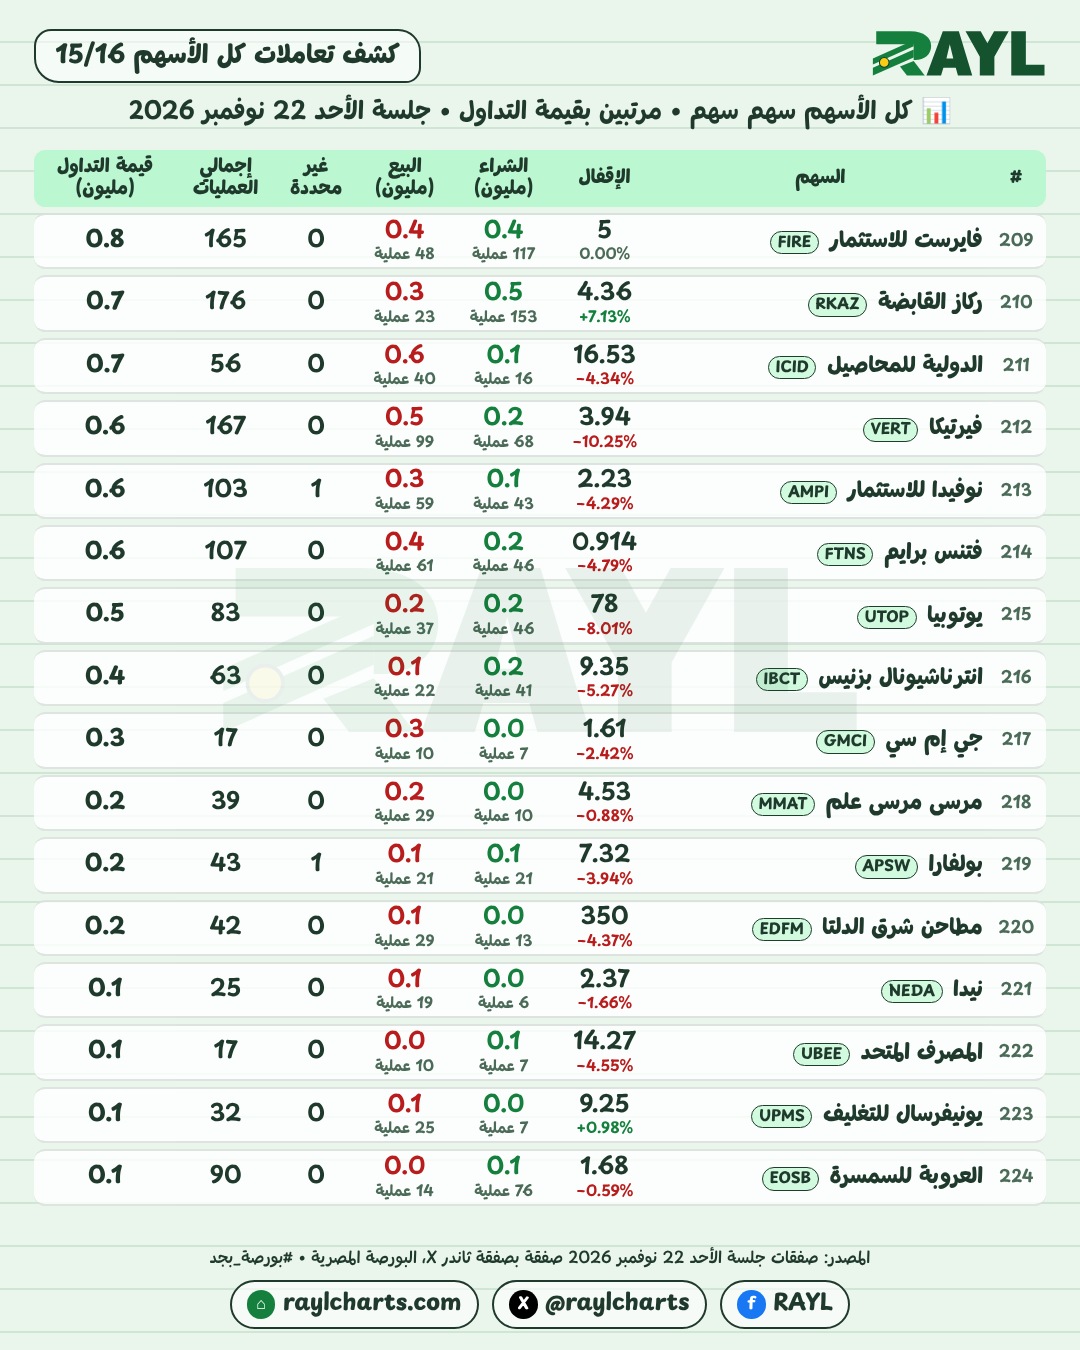 RAYL
كشف تعاملات كل الأسهم 15/16
📊 كل الأسهم سهم سهم • مرتبين بقيمة التداول • جلسة الأحد 22 نوفمبر 2026
# السهم الإقفال الشراء (مليون) البيع (مليون) غير محددة إجمالي العمليات قيمة التداول (مليون)
209 فايرست للاستثمار FIRE 5 0.4 0.4 0 165 0.8
0.00% 117 عملية 48 عملية
210 ركاز القابضة RKAZ 4.36 0.5 0.3 0 176 0.7
+7.13% 153 عملية 23 عملية
211 الدولية للمحاصيل ICID 16.53 0.1 0.6 0 56 0.7
-4.34% 16 عملية 40 عملية
212 فيرتيكا VERT 3.94 0.2 0.5 0 167 0.6
-10.25% 68 عملية 99 عملية
213 نوفيدا للاستثمار AMPI 2.23 0.1 0.3 1 103 0.6
-4.29% 43 عملية 59 عملية
214 فتنس برايم FTNS 0.914 0.2 0.4 0 107 0.6
-4.79% 46 عملية 61 عملية
215 يوتوبيا UTOP 78 0.2 0.2 0 83 0.5
-8.01% 46 عملية 37 عملية
216 انترناشيونال بزنيس IBCT 9.35 0.2 0.1 0 63 0.4
-5.27% 41 عملية 22 عملية
217 جي إم سي GMCI 1.61 0.0 0.3 0 17 0.3
-2.42% 7 عملية 10 عملية
218 مرسى مرسى علم MMAT 4.53 0.0 0.2 0 39 0.2
-0.88% 10 عملية 29 عملية
219 بولفارا APSW 7.32 0.1 0.1 1 43 0.2
-3.94% 21 عملية 21 عملية
220 مطاحن شرق الدلتا EDFM 350 0.0 0.1 0 42 0.2
-4.37% 13 عملية 29 عملية
221 نيدا NEDA 2.37 0.0 0.1 0 25 0.1
-1.66% 6 عملية 19 عملية
222 المصرف المتحد UBEE 14.27 0.1 0.0 0 17 0.1
-4.55% 7 عملية 10 عملية
223 يونيفرسال للتغليف UPMS 9.25 0.0 0.1 0 32 0.1
+0.98% 7 عملية 25 عملية
224 العروبة للسمسرة EOSB 1.68 0.1 0.0 0 90 0.1
-0.59% 76 عملية 14 عملية
المصدر: صفقات جلسة الأحد 22 نوفمبر 2026 صفقة بصفقة ثاندر X، البورصة المصرية • #بورصة_بجد
raylcharts.com X @raylcharts f RAYL